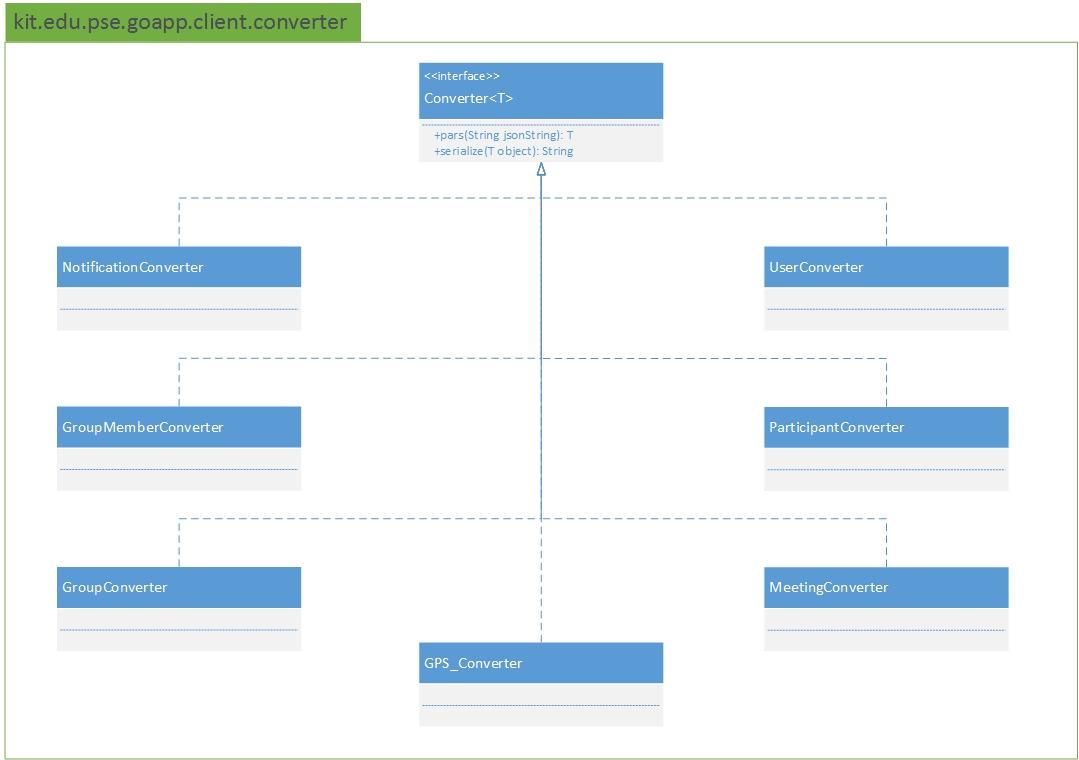 kit.edu.pse.goapp.client.converter
<<interface>>
Converter<T>
+pars(String jsonString): T
+serialize(T object): String
NotificationConverter
UserConverter
GroupMemberConverter
ParticipantConverter
GroupConverter
MeetingConverter
GPS_Converter